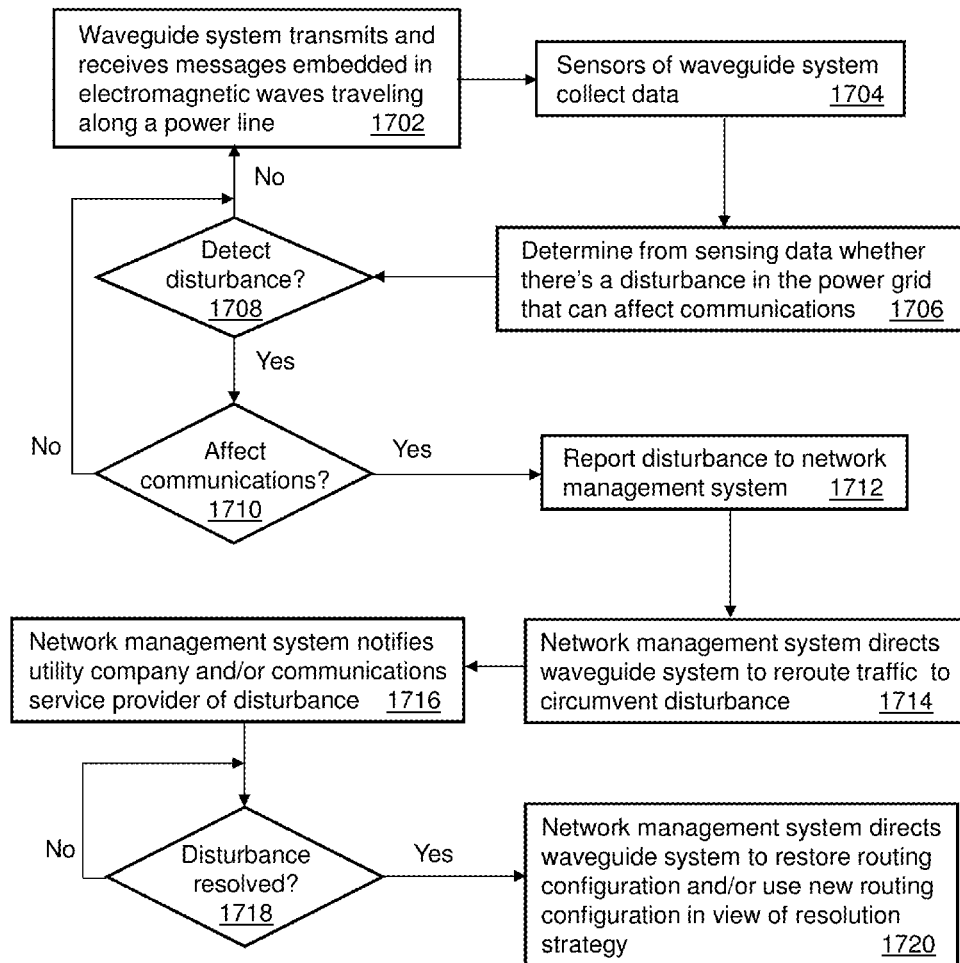 Waveguide system transmits and
receives messages embedded in
electromagnetic waves traveling
along a power line 1702
Sensors of waveguide system
collect data 1704
No
Detect
disturbance?
1708
Determine from sensing data whether
there's a disturbance in the power grid
that can affect communications 1706
Yes
No
Affect
communications?
1710
Yes
Report disturbance to network
management system 1712
Network management system notifies
utility company and/or communications
service provider of disturbance 1716
Network management system directs
waveguide system to reroute traffic to
circumvent disturbance 1714
No
Disturbance
resolved?
1718
Yes
Network management system directs
waveguide system to restore routing
configuration and/or use new routing
configuration in view of resolution
strategy 1720